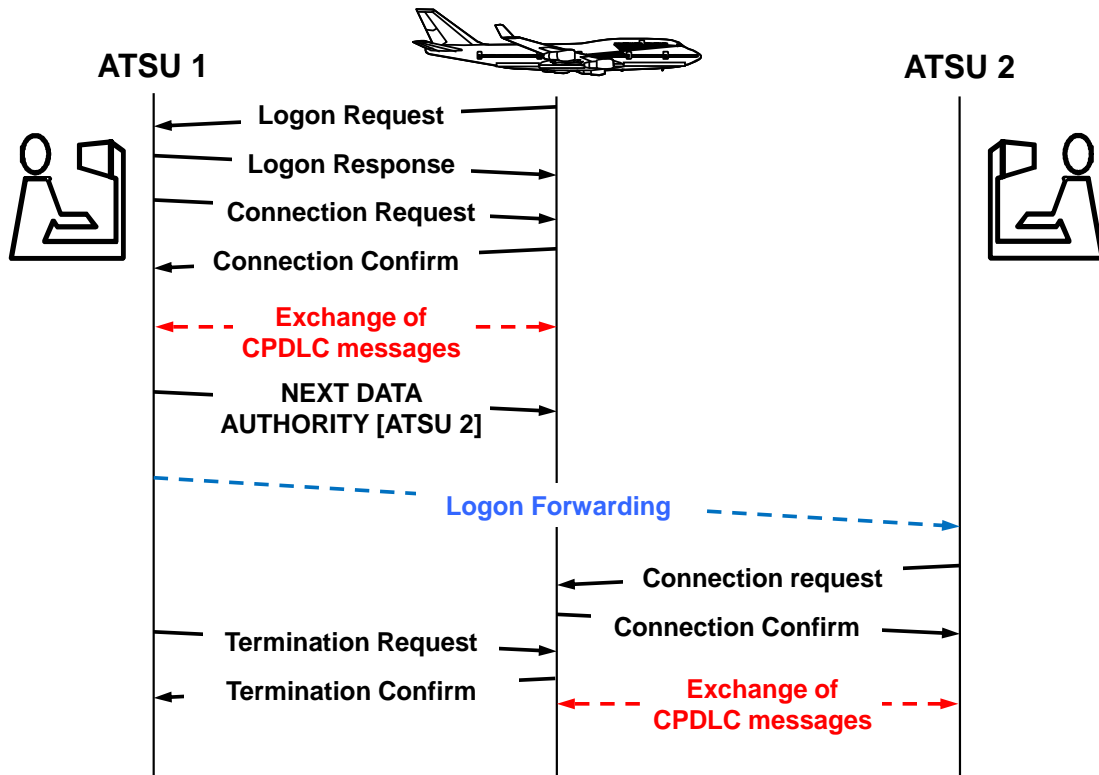 ATSU 1
ATSU 2
Logon Request
Logon Response
Connection Request
Connection Confirm
Exchange of
CPDLC messages
NEXT DATA
AUTHORITY [ATSU 2]
Logon Forwarding
Connection request
Connection Confirm
Termination Request
Termination Confirm
Exchange of
CPDLC messages